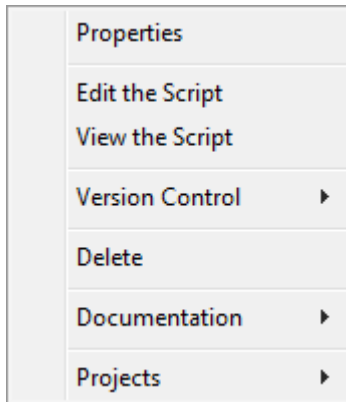 Properties
Edit the Script
View the Script
Version Control
Delete
Documentation
Projects